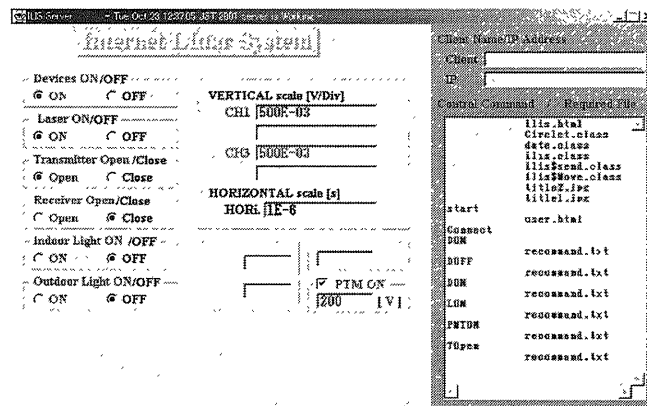 ILIS Server - Tue Oct 23 12:37:05 JST 2001 server is Working -
Internet Lidar System
Devices ON/OFF
ON OFF
Laser ON/OFF
ON OFF
Transmitter Open /Close
Open Close
Receiver Open/Close
Open Close
Indoor Light ON /OFF
ON OFF
Outdoor Light ON/OFF
ON OFF
VERTICAL scale [V/Div]
CH1 500E-03
CH3 500E-03
HORIZONTAL scale [s]
HORI. 1E-6
PTM ON
200 [V]
Client Name/IP Address
Client
IP
Control Command / Required File
ilis.html
Circlet.class
date.class
ilis.class
ilis$send.class
ilis$Move.class
title2.jpg
title1.jpg
start
user.html
Connect
DON
recommand.txt
DOFF
recommand.txt
DON
recommand.txt
LON
recommand.txt
PMTON
recommand.txt
TOpen
recommand.txt